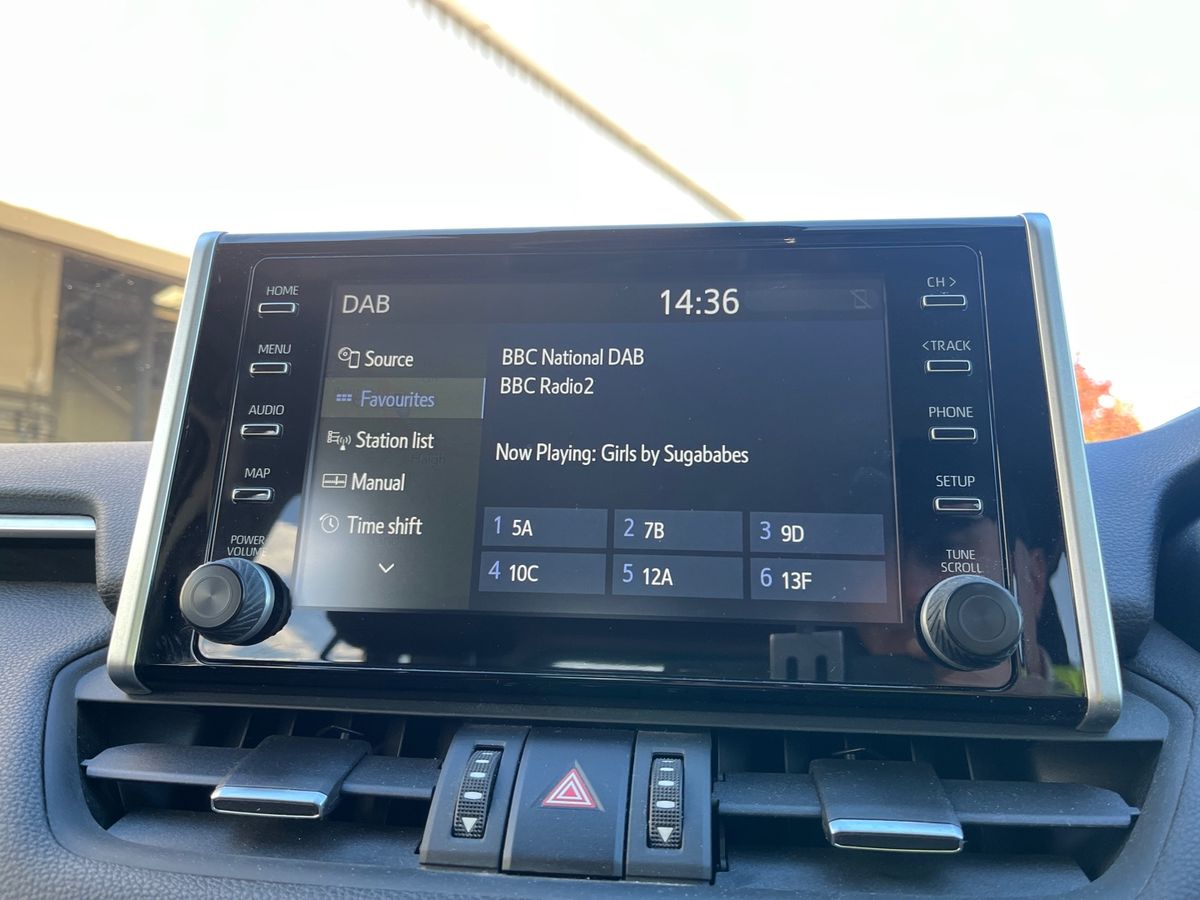 HOME
MENU
AUDIO
MAP
POWER
VOLUME
DAB
14:36
Source
Favourites
Station list
Manual
Time shift
BBC National DAB
BBC Radio2
Now Playing: Girls by Sugababes
1 5A
2 7B
3 9D
4 10C
5 12A
6 13F
CH >
< TRACK
PHONE
SETUP
TUNE
SCROLL